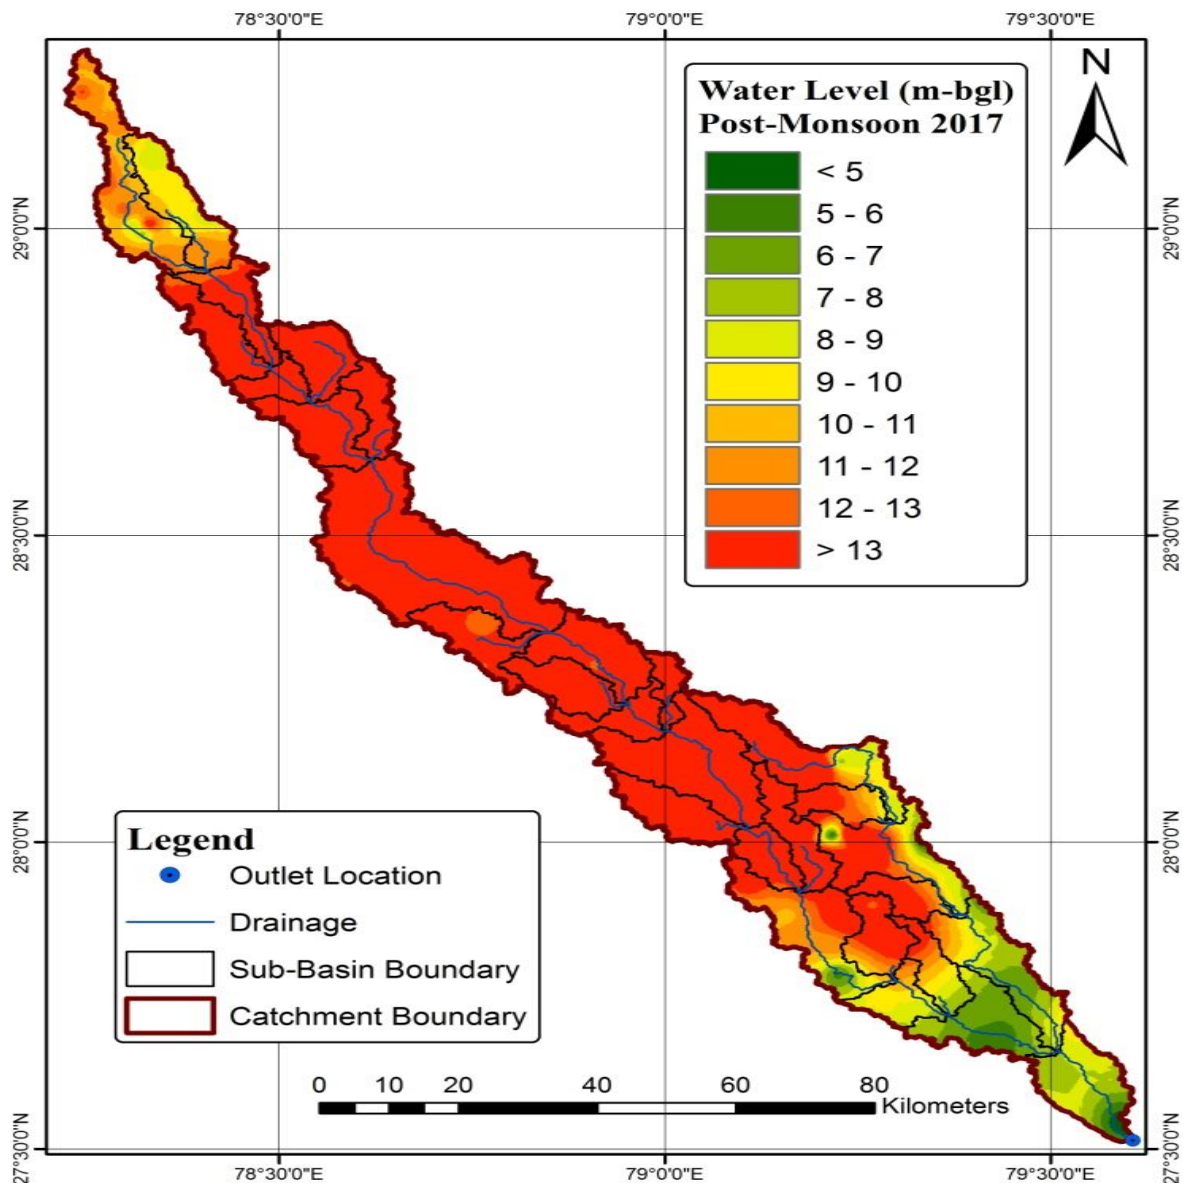 78°30'0"E 79°0'0"E 79°30'0"E
N
Water Level (m-bgl)
Post-Monsoon 2017
< 5
5 - 6
6 - 7
7 - 8
8 - 9
9 - 10
10 - 11
11 - 12
12 - 13
> 13
29°0'0"N 29°0'0"N
28°30'0"N 28°30'0"N
28°0'0"N 28°0'0"N
27°30'0"N 27°30'0"N
Legend
Outlet Location
Drainage
Sub-Basin Boundary
Catchment Boundary
0 10 20 40 60 80
Kilometers
78°30'0"E 79°0'0"E 79°30'0"E